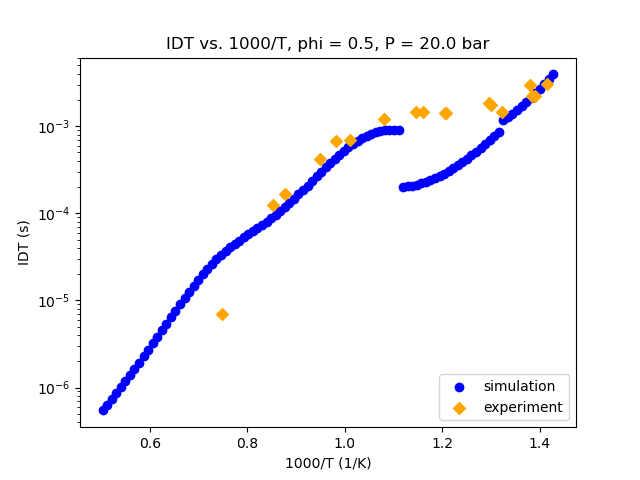 IDT vs. 1000/T, phi = 0.5, P = 20.0 bar
10⁻³
10⁻⁴
10⁻⁵
10⁻⁶
IDT (s)
simulation
experiment
0.6 0.8 1.0 1.2 1.4
1000/T (1/K)